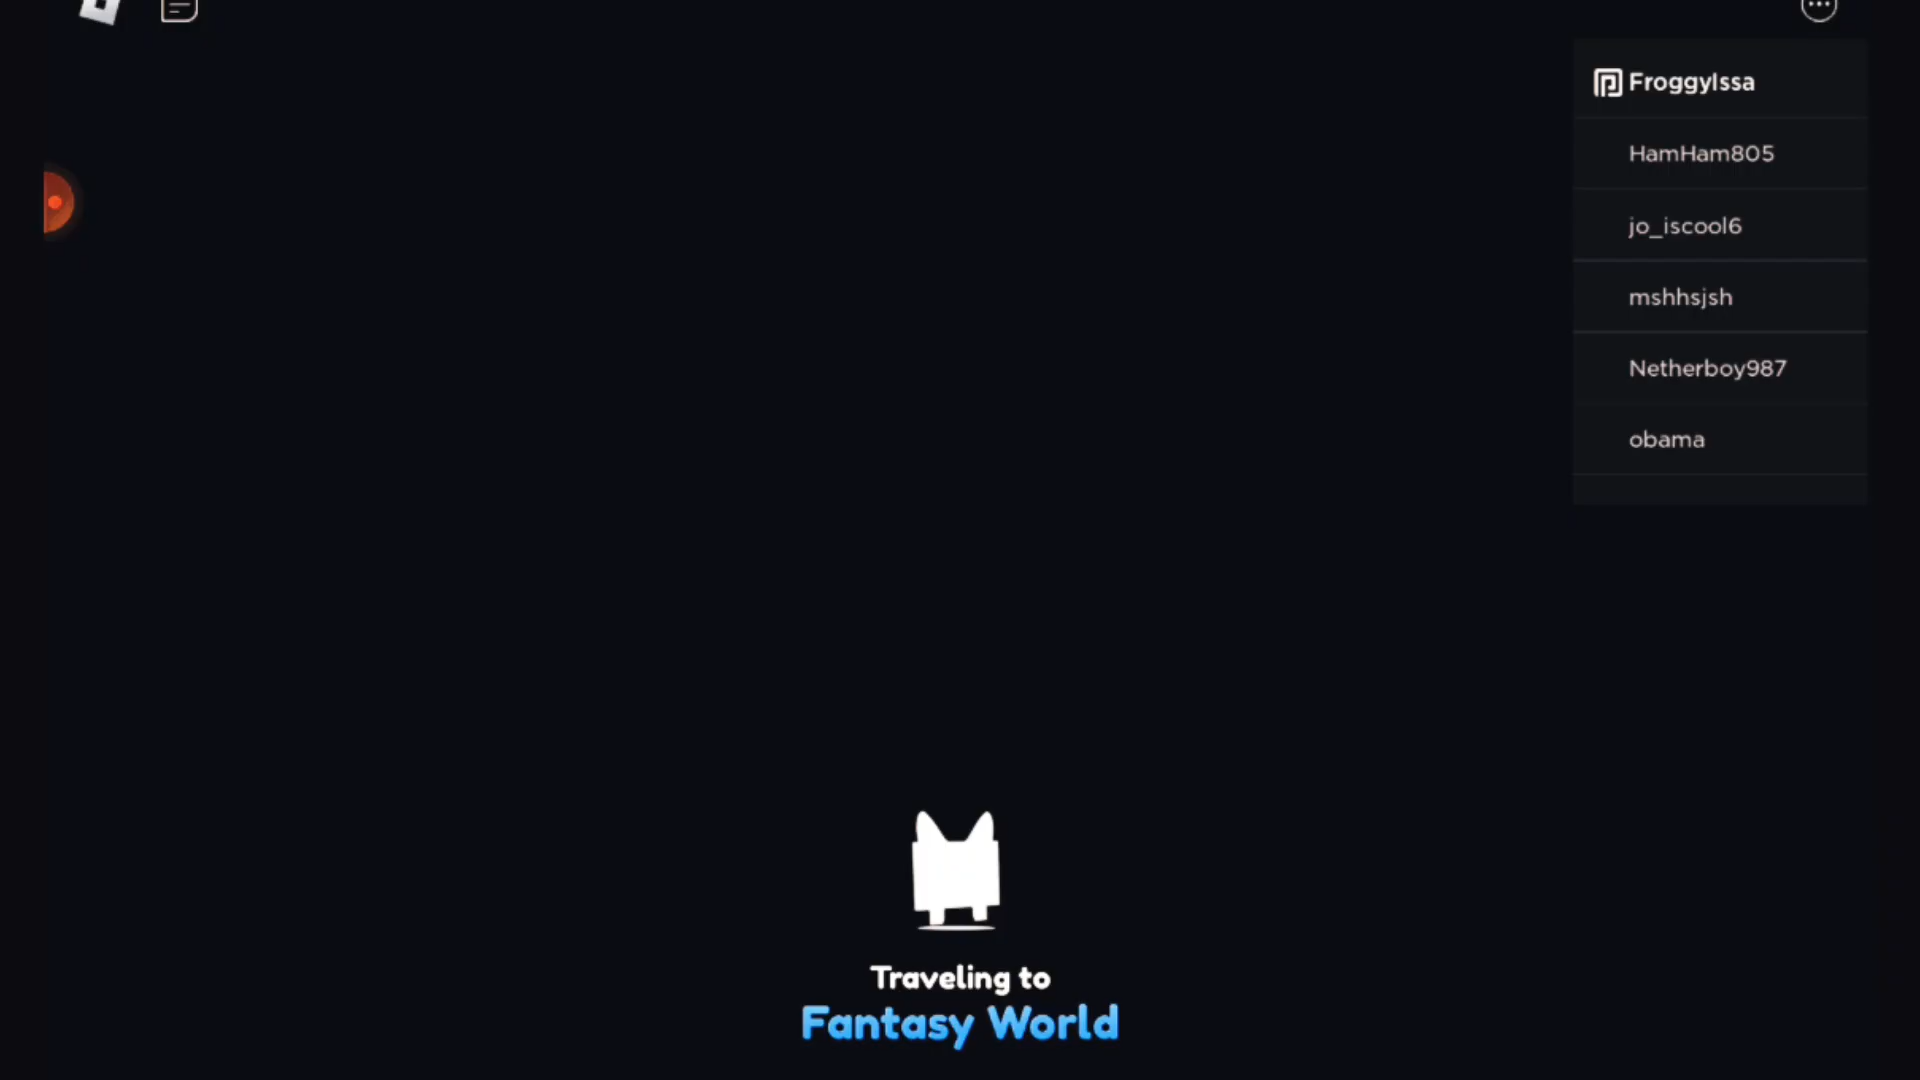 FroggyIssa
HamHam805
jo_iscool6
mshhsjsh
Netherboy987
obama
Traveling to
Fantasy World